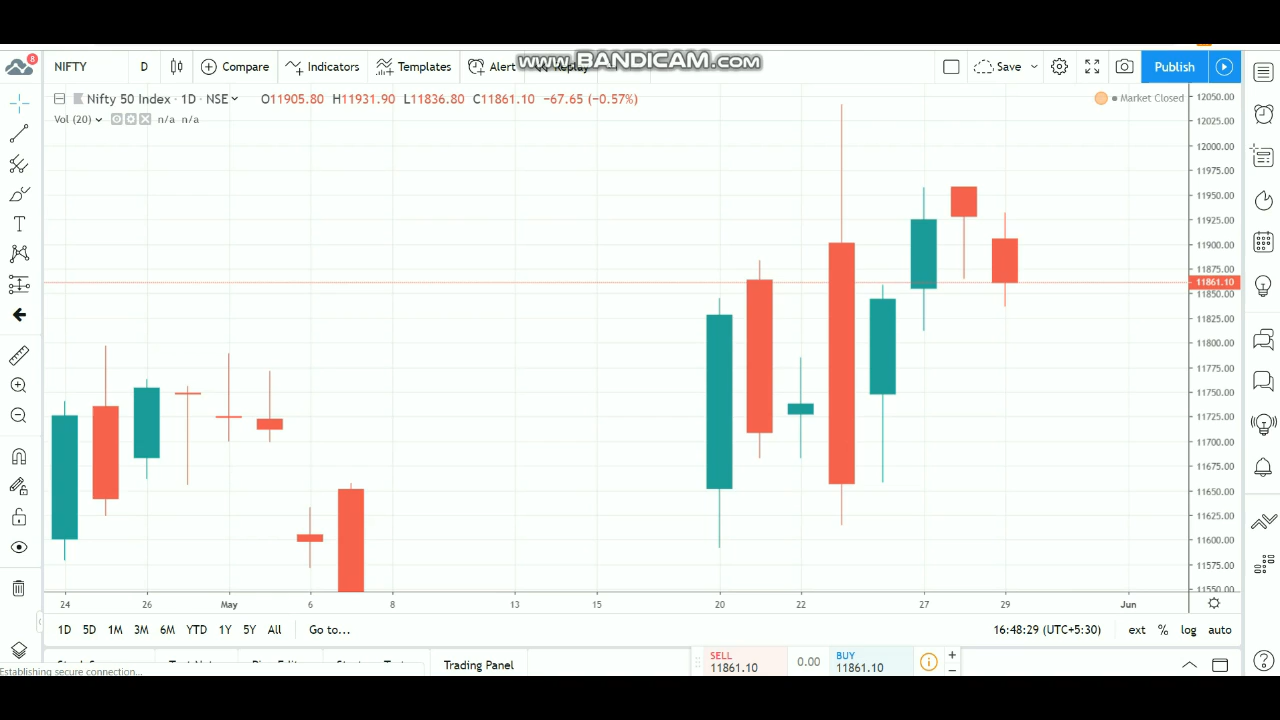 www.BANDICAM.com
8
NIFTY D Compare Indicators Templates Alert Replay Save Publish
Nifty 50 Index · 1D · NSE O11905.80 H11931.90 L11836.80 C11861.10 −67.65 (−0.57%) Market Closed
Vol (20) n/a n/a
12050.00
12025.00
12000.00
11975.00
11950.00
11925.00
11900.00
11875.00
11861.10
11850.00
11825.00
11800.00
11775.00
11750.00
11725.00
11700.00
11675.00
11650.00
11625.00
11600.00
11575.00
11550.00
24 26 May 6 8 13 15 20 22 27 29 Jun
1D 5D 1M 3M 6M YTD 1Y 5Y All Go to... 16:48:29 (UTC+5:30) ext % log auto
Trading Panel SELL 11861.10 0.00 BUY 11861.10
Establishing secure connection...